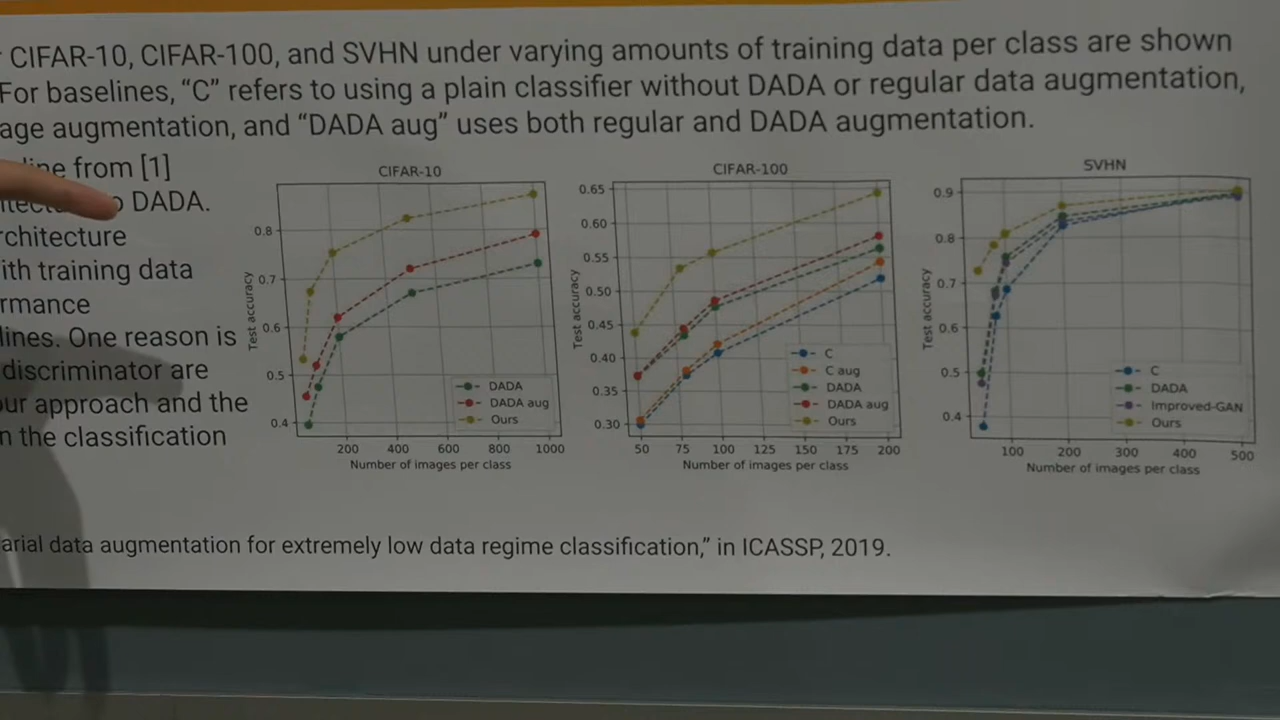 CIFAR-10, CIFAR-100, and SVHN under varying amounts of training data per class are shown
For baselines, “C” refers to using a plain classifier without DADA or regular data augmentation,
age augmentation, and “DADA aug” uses both regular and DADA augmentation.
line from [1]
DADA.
rchitecture
ith training data
rmance
lines. One reason is
discriminator are
our approach and the
n the classification
CIFAR-10
Test accuracy
0.8
0.7
0.6
0.5
0.4
DADA
DADA aug
Ours
200 400 600 800 1000
Number of images per class
CIFAR-100
Test accuracy
0.65
0.60
0.55
0.50
0.45
0.40
0.35
0.30
C
C aug
DADA
DADA aug
Ours
50 75 100 125 150 175 200
Number of images per class
SVHN
Test accuracy
0.9
0.8
0.7
0.6
0.5
0.4
C
DADA
Improved-GAN
Ours
100 200 300 400 500
Number of images per class
arial data augmentation for extremely low data regime classification,” in ICASSP, 2019.